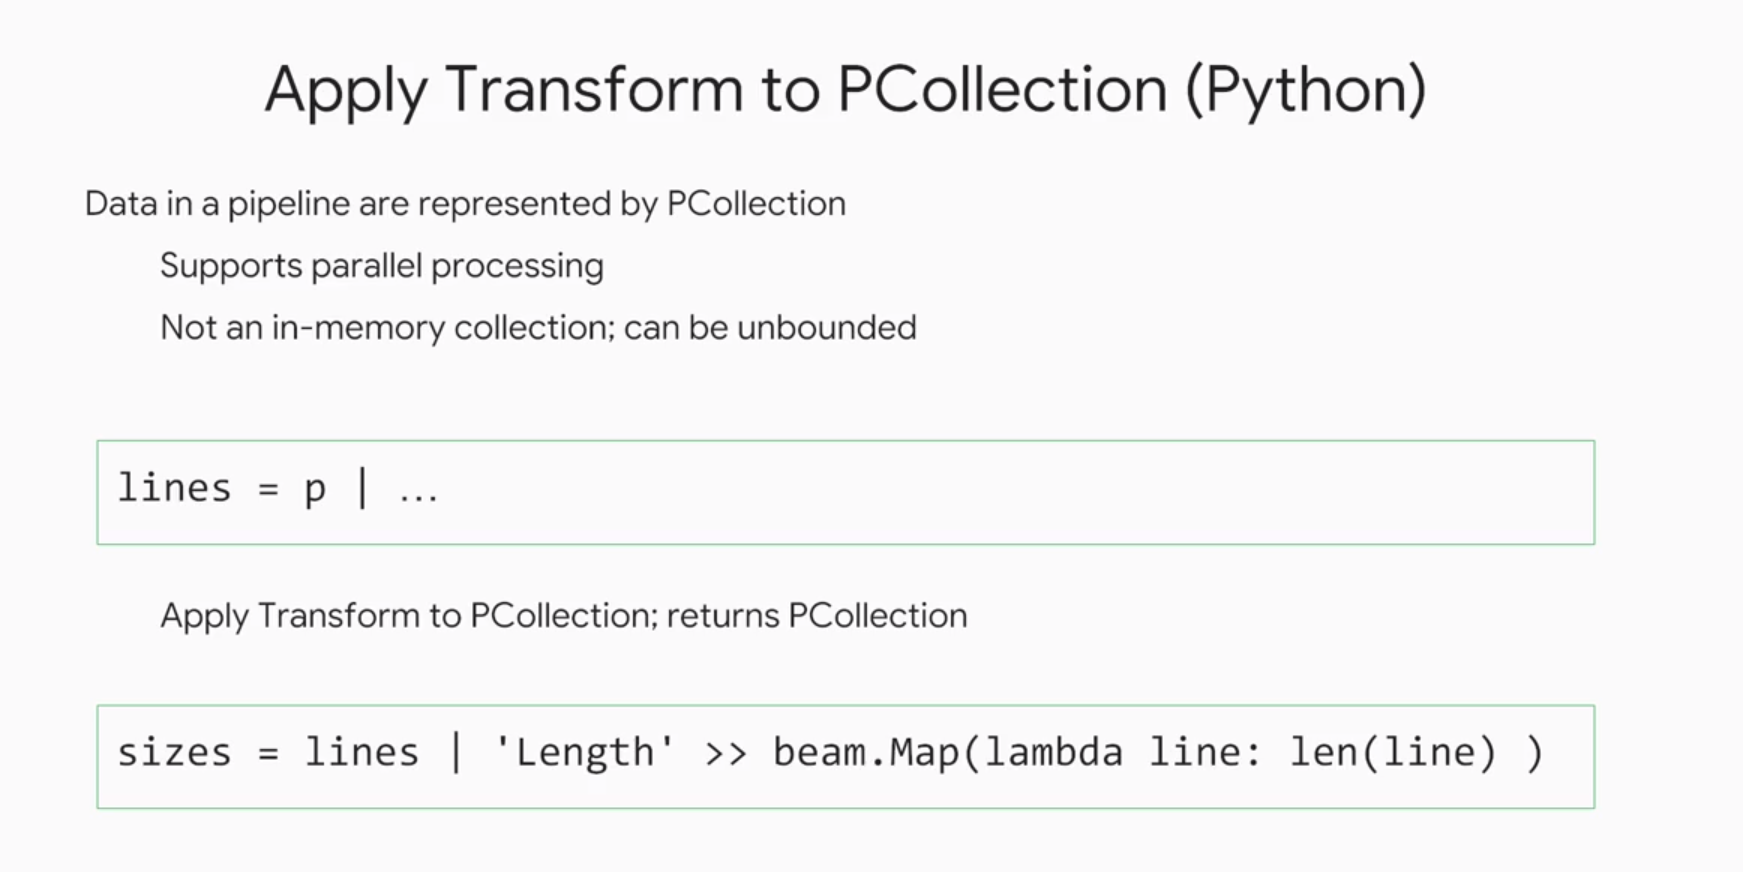 Apply Transform to PCollection (Python)
Data in a pipeline are represented by PCollection
Supports parallel processing
Not an in-memory collection; can be unbounded
lines = p | ...
Apply Transform to PCollection; returns PCollection
sizes = lines | 'Length' >> beam.Map(lambda line: len(line) )